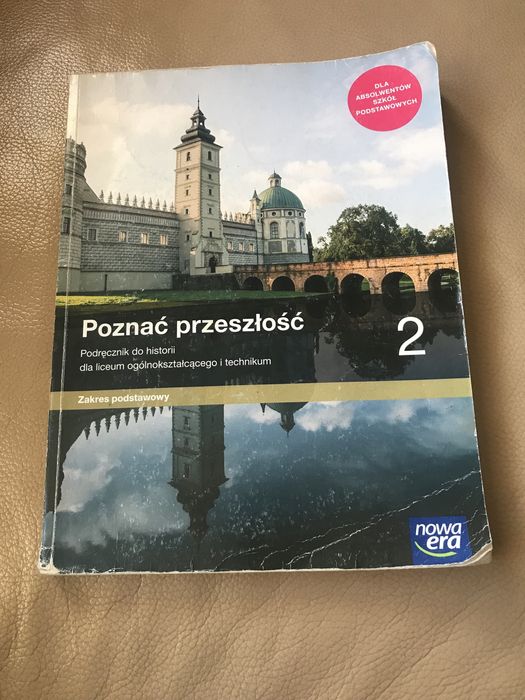 DLA
ABSOLWENTÓW
SZKÓŁ
PODSTAWOWYCH
Poznać przeszłość
2
Podręcznik do historii
dla liceum ogólnokształcącego i technikum
Zakres podstawowy
nowa
era